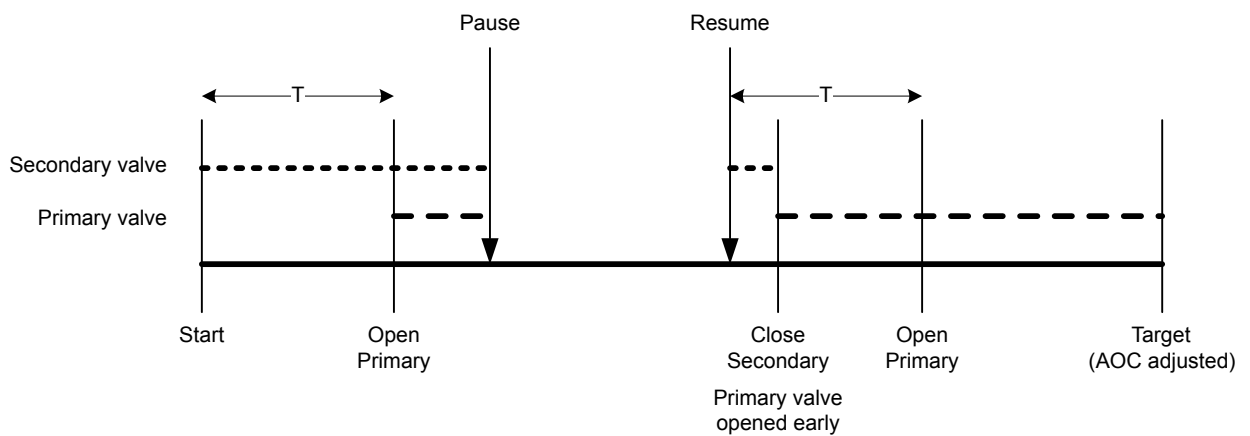 Pause
Resume
T
T
Secondary valve
Primary valve
Start
Open
Primary
Close
Secondary
Primary valve
opened early
Open
Primary
Target
(AOC adjusted)